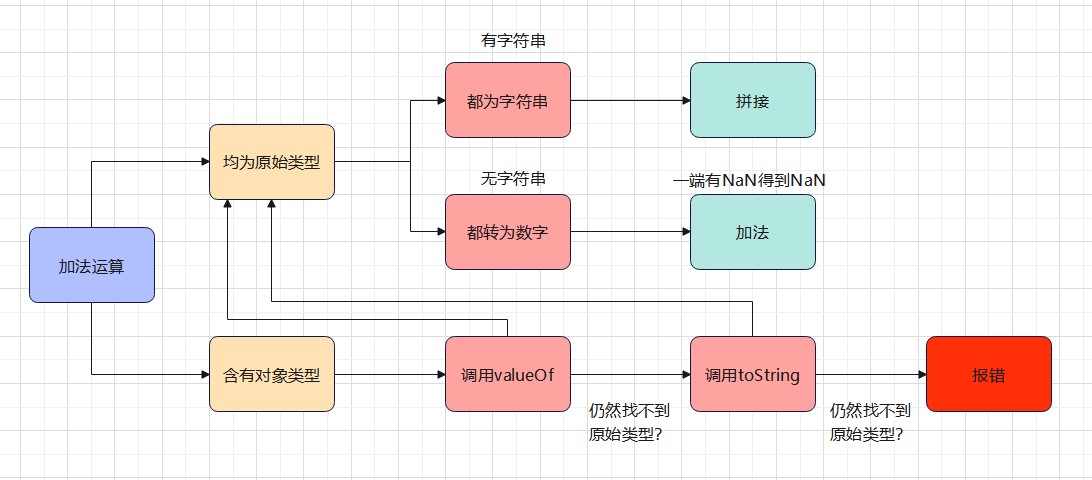 有字符串
都为字符串
拼接
均为原始类型
无字符串
一端有NaN得到NaN
都转为数字
加法
加法运算
含有对象类型
调用valueOf
调用toString
报错
仍然找不到
原始类型?
仍然找不到
原始类型?